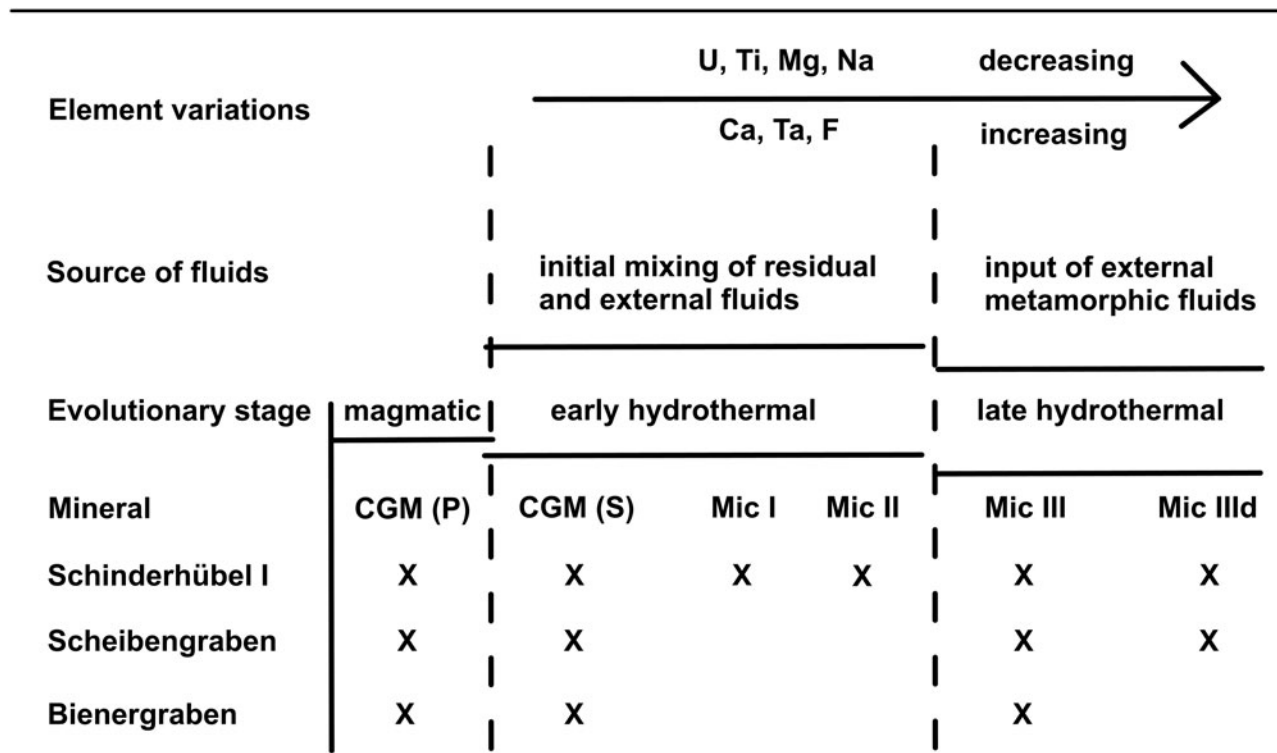 U, Ti, Mg, Na decreasing
Element variations
Ca, Ta, F increasing
Source of fluids
initial mixing of residual
and external fluids
input of external
metamorphic fluids
Evolutionary stage magmatic early hydrothermal late hydrothermal
Mineral CGM (P) CGM (S) Mic I Mic II Mic III Mic IIId
Schinderhübel I X X X X X X
Scheibengraben X X X X
Bienergraben X X X